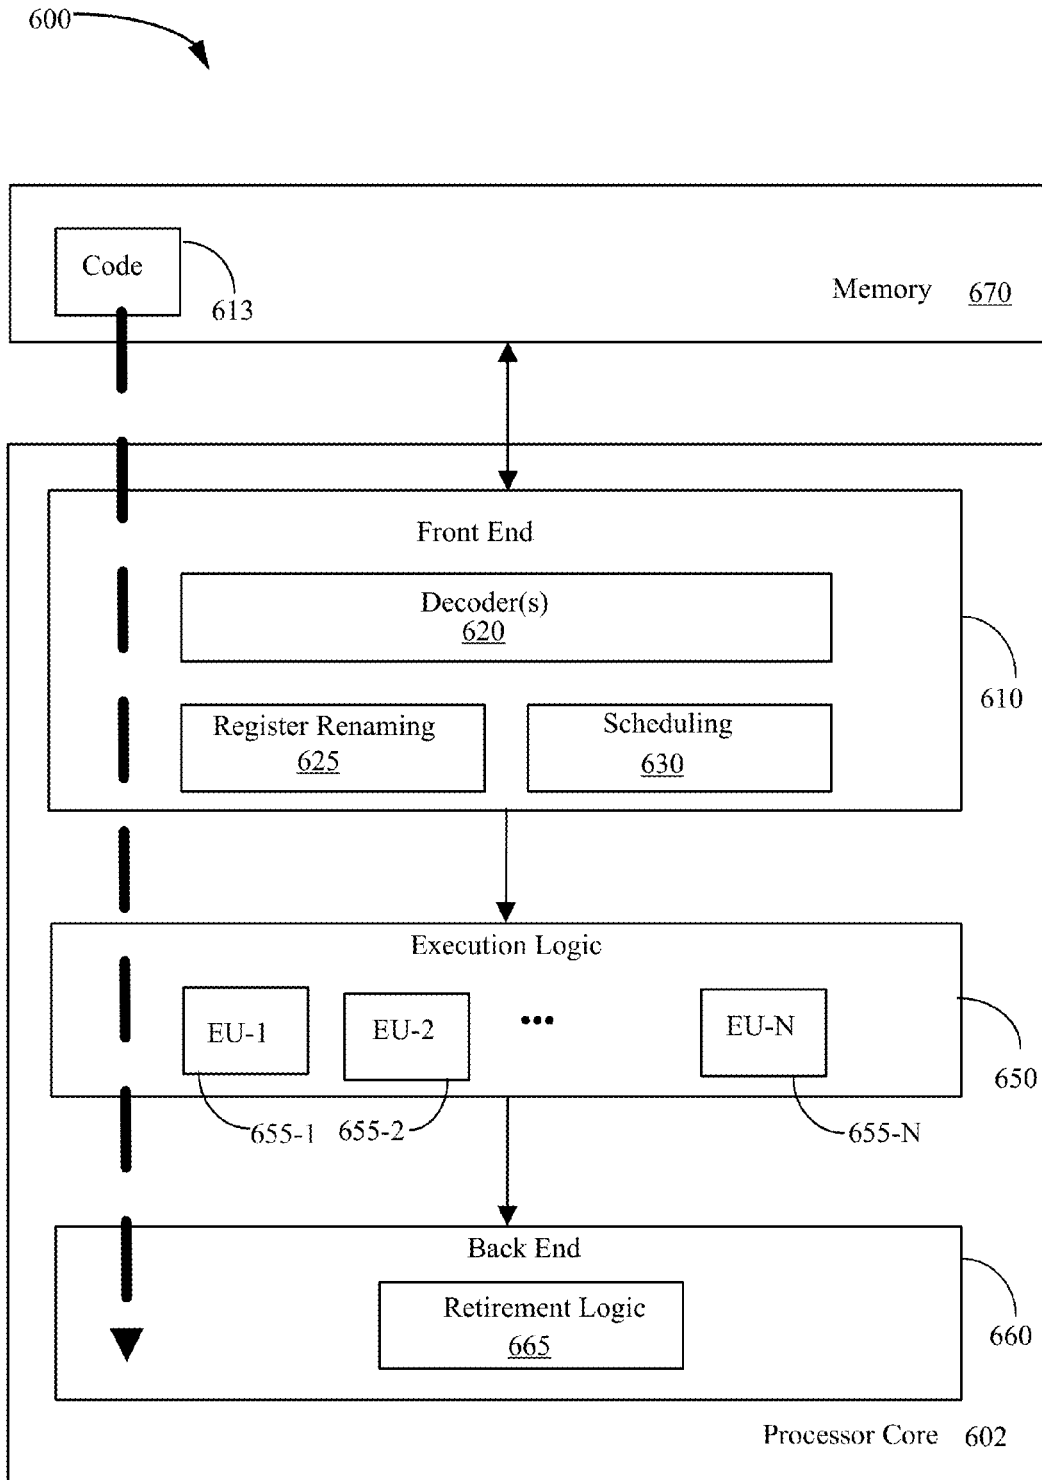 600
Code
613
Memory 670
Front End
Decoder(s)
620
610
Register Renaming
625
Scheduling
630
Execution Logic
EU-1
EU-2
•••
EU-N
650
655-1
655-2
655-N
Back End
Retirement Logic
665
660
Processor Core 602